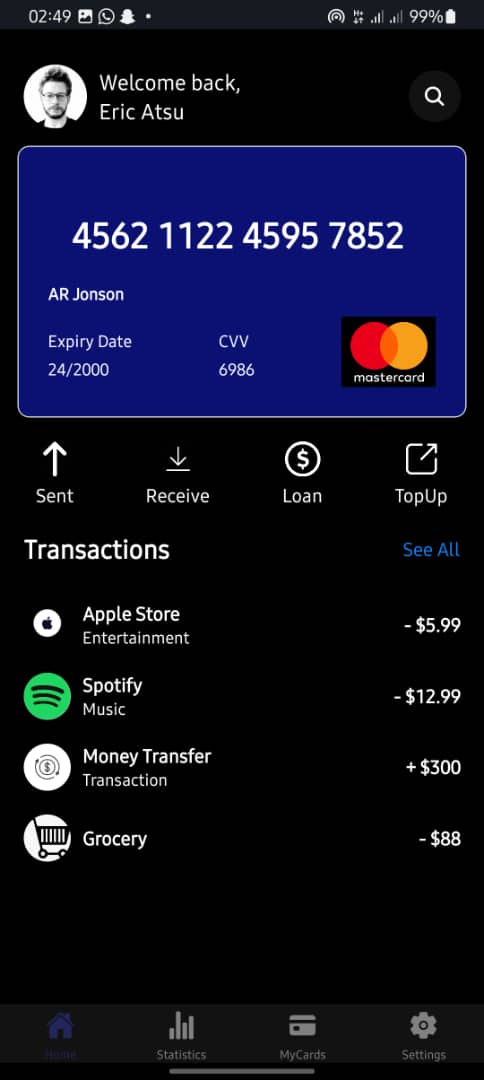 02:49 99%
Welcome back,
Eric Atsu
4562 1122 4595 7852
AR Jonson
Expiry Date CVV
24/2000 6986
mastercard
Sent Receive Loan TopUp
Transactions See All
Apple Store
Entertainment
- $5.99
Spotify
Music
- $12.99
Money Transfer
Transaction
+ $300
Grocery - $88
Home Statistics MyCards Settings